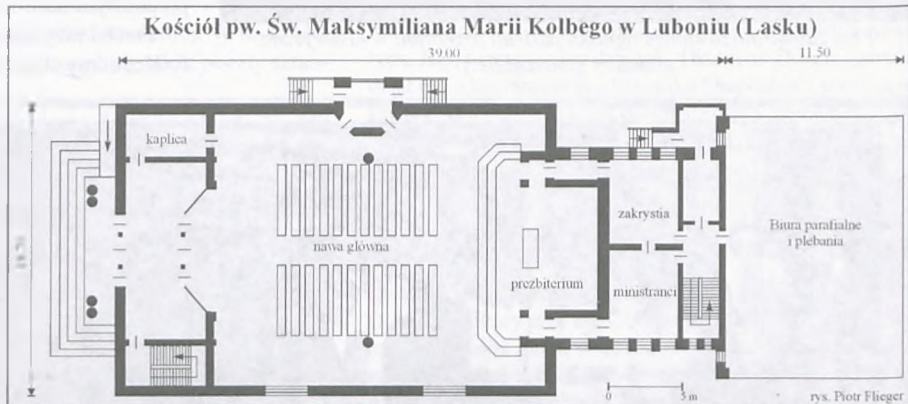 Kościół pw. Św. Maksymiliana Marii Kolbego w Luboniu (Lasku)
39.00
11.50
kaplica
zakrystia
Biura parafialne
i plebania
nawa główna
prezbiterium
ministranci
0 5 m
rys. Piotr Flieger